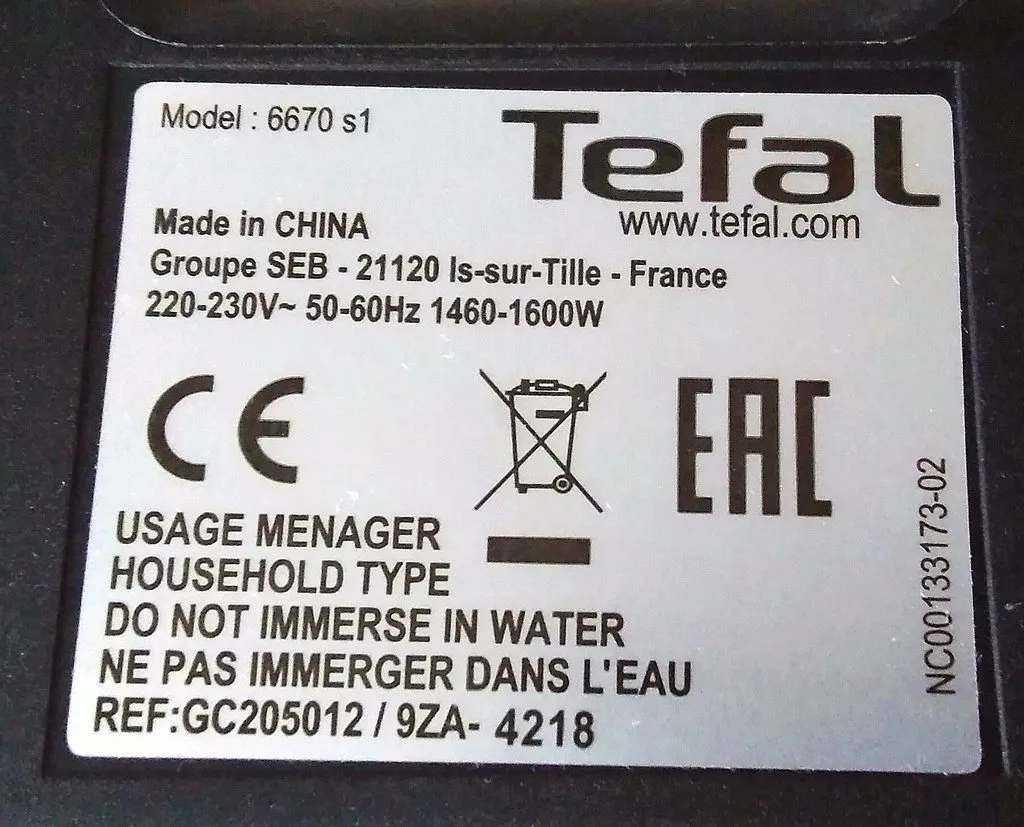 Model : 6670 s1
Tefal
www.tefal.com
Made in CHINA
Groupe SEB - 21120 Is-sur-Tille - France
220-230V~ 50-60Hz 1460-1600W
CE
EAC
USAGE MENAGER
HOUSEHOLD TYPE
DO NOT IMMERSE IN WATER
NE PAS IMMERGER DANS L'EAU
REF:GC205012 / 9ZA- 4218
NC00133173-02